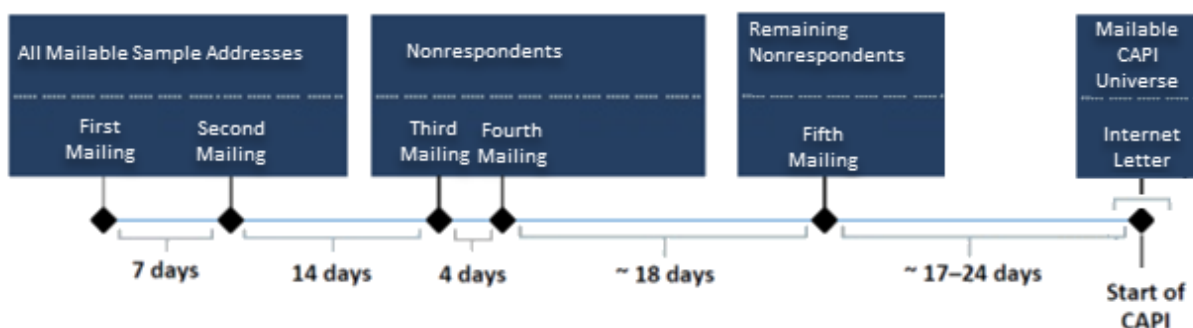 All Mailable Sample Addresses
First
Mailing
Second
Mailing
Nonrespondents
Third
Mailing
Fourth
Mailing
Remaining
Nonrespondents
Fifth
Mailing
Mailable
CAPI
Universe
Internet
Letter
7 days
14 days
4 days
~ 18 days
~ 17–24 days
Start of
CAPI